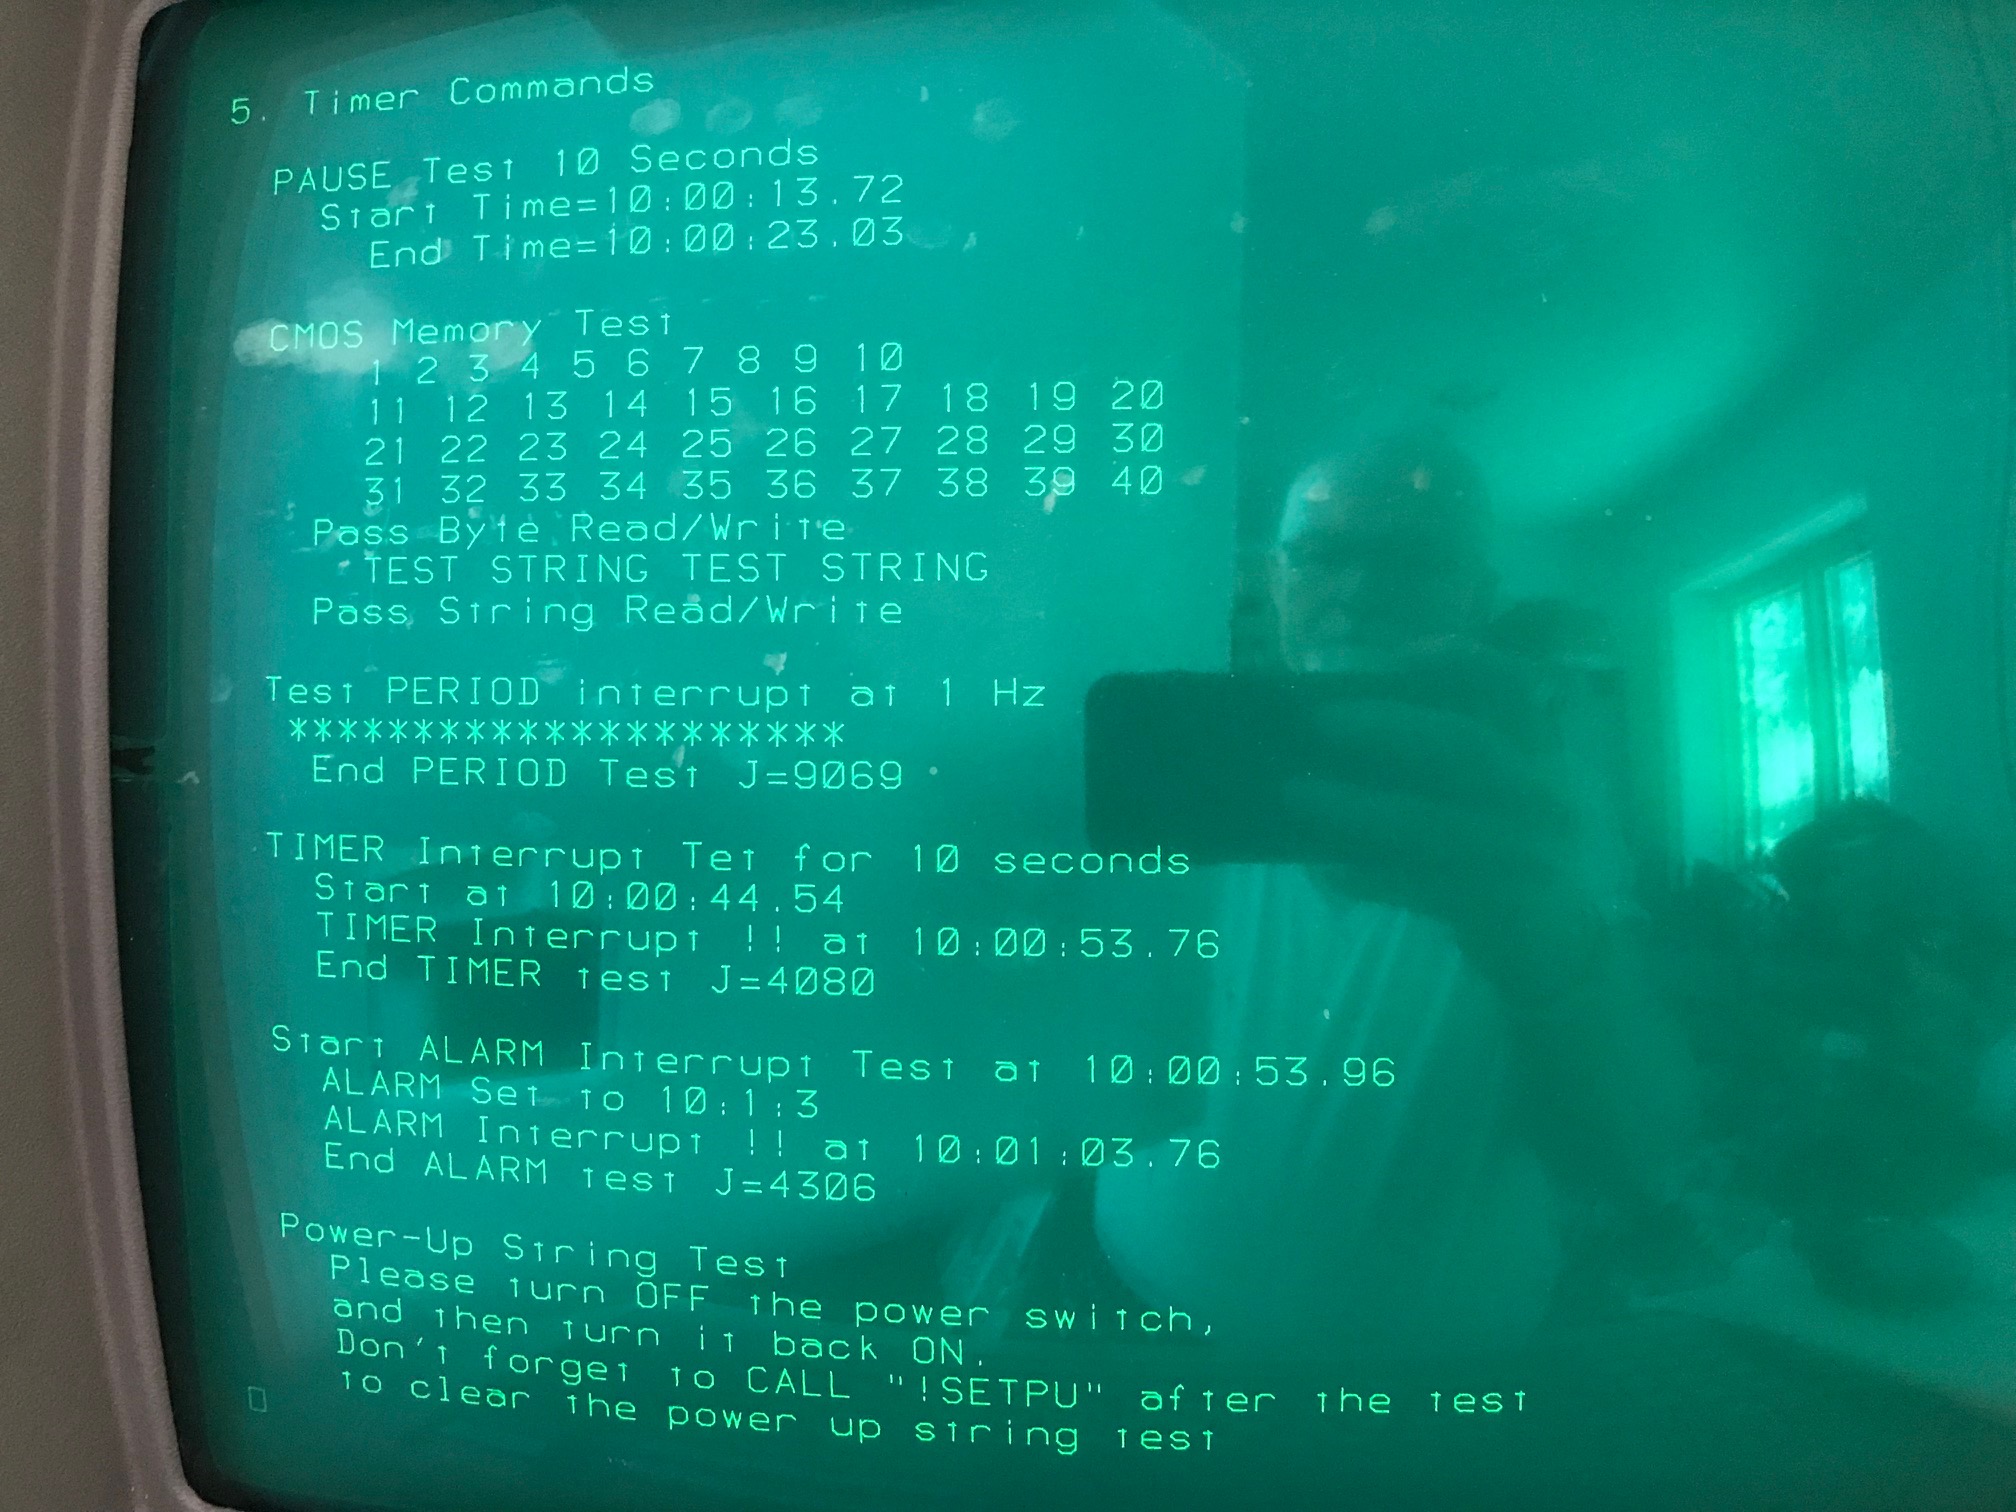 5. Timer Commands
PAUSE Test 10 Seconds
Start Time=10:00:13.72
End Time=10:00:23.03
CMOS Memory Test
1 2 3 4 5 6 7 8 9 10
11 12 13 14 15 16 17 18 19 20
21 22 23 24 25 26 27 28 29 30
31 32 33 34 35 36 37 38 39 40
Pass Byte Read/Write
TEST STRING TEST STRING
Pass String Read/Write
Test PERIOD interrupt at 1 Hz
*********************
End PERIOD Test J=9069
TIMER Interrupt Tet for 10 seconds
Start at 10:00:44.54
TIMER Interrupt !! at 10:00:53.76
End TIMER test J=4080
Start ALARM Interrupt Test at 10:00:53.96
ALARM Set to 10:1:3
ALARM Interrupt !! at 10:01:03.76
End ALARM test J=4306
Power-Up String Test
Please turn OFF the power switch,
and then turn it back ON.
Don't forget to CALL "!SETPU" after the test
to clear the power up string test